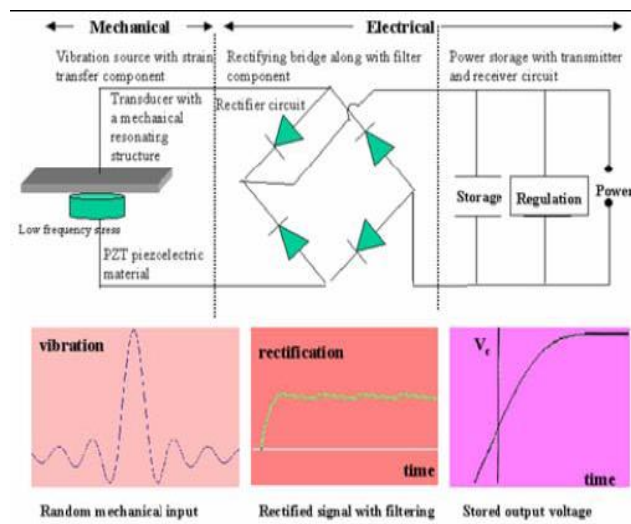 Mechanical
Electrical
Vibration source with strain
transfer component
Rectifying bridge along with filter
component
Power storage with transmitter
and receiver circuit
Transducer with
a mechanical
resonating
structure
Rectifier circuit
Low frequency stress
PZT piezoelectric
material
Storage
Regulation
Power
vibration
rectification
time
Vc
time
Random mechanical input
Rectified signal with filtering
Stored output voltage